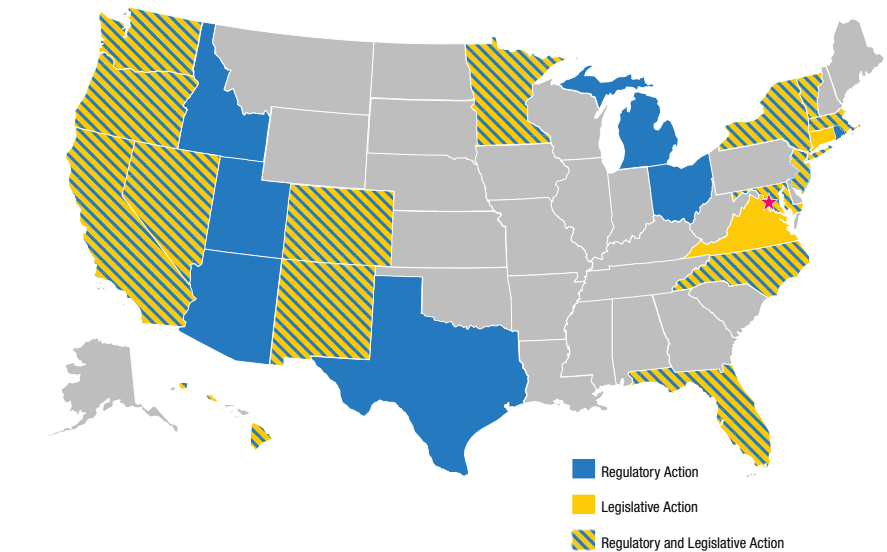 Regulatory Action
Legislative Action
Regulatory and Legislative Action